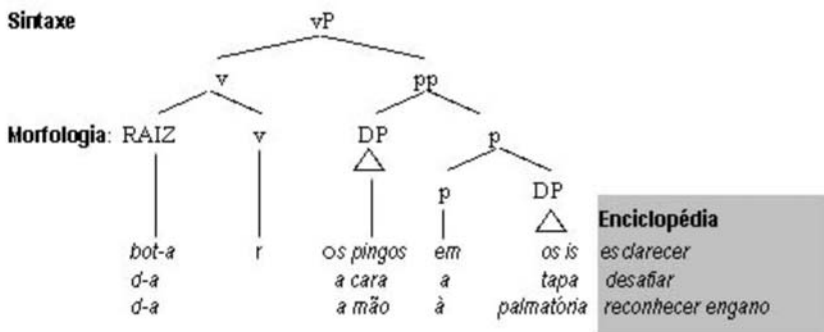 Sintaxe vP
v pp
Morfologia: RAIZ v DP p
p DP
Enciclopédia
bot-a r os pingos em os is esclarecer
d-a a cara a tapa desafiar
d-a a mão à palmatória reconhecer engano